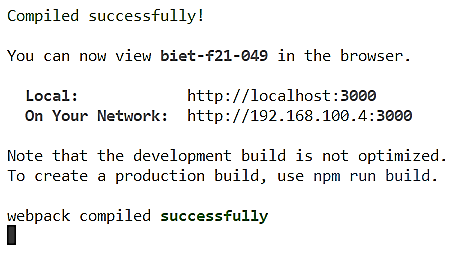 Compiled successfully!
You can now view biet-f21-049 in the browser.
Local: http://localhost:3000
On Your Network: http://192.168.100.4:3000
Note that the development build is not optimized.
To create a production build, use npm run build.
webpack compiled successfully